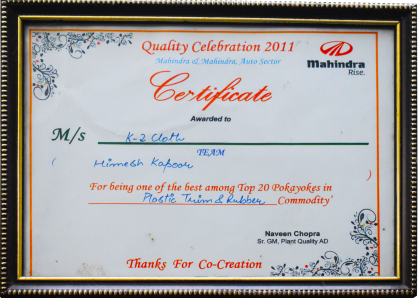 Quality Celebration 2011
Mahindra & Mahindra, Auto Sector
Mahindra
Rise.
Certificate
Awarded to
M/s K-2 Cloth
TEAM
( Himesh Kapoor )
For being one of the best among Top 20 Pokayokes in
Plastic Trim & Rubber Commodity'
Naveen Chopra
Sr. GM, Plant Quality AD
Thanks For Co-Creation